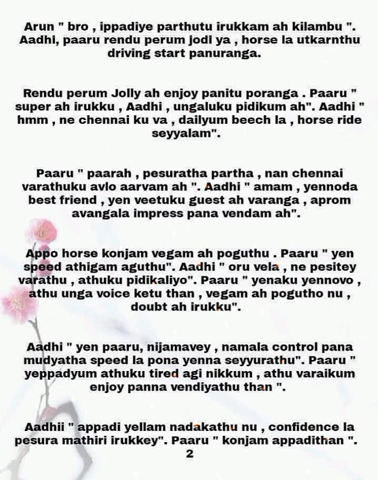 Arun " bro , ippadiye parthutu irukkam ah kilambu ".
Aadhi, paaru rendu perum jodi ya , horse la utkarnthu
driving start panuranga.
Rendu perum Jolly ah enjoy panitu poranga . Paaru "
super ah irukku , Aadhi , ungaluku pidikum ah". Aadhi "
hmm , ne chennai ku va , dailyum beech la , horse ride
seyyalam".
Paaru " paarah , pesuratha partha , nan chennai
varathuku avlo aarvam ah ". Aadhi " amam , yennoda
best friend , yen veetuku guest ah varanga , aprom
avangala impress pana vendam ah".
Appo horse konjam vegam ah poguthu . Paaru " yen
speed athigam aguthu". Aadhi " oru vela , ne pesitey
varathu , athuku pidikaliyo". Paaru " yenaku yennovo ,
athu unga voice ketu than , vegam ah pogutho nu ,
doubt ah irukku".
Aadhi " yen paaru, nijamavey , namala control pana
mudyatha speed la pona yenna seyyurathu". Paaru "
yeppadyum athuku tired agi nikkum , athu varaikum
enjoy panna vendiyathu than ".
Aadhii " appadi yellam nadakathu nu , confidence la
pesura mathiri irukkey". Paaru " konjam appadithan ".
2